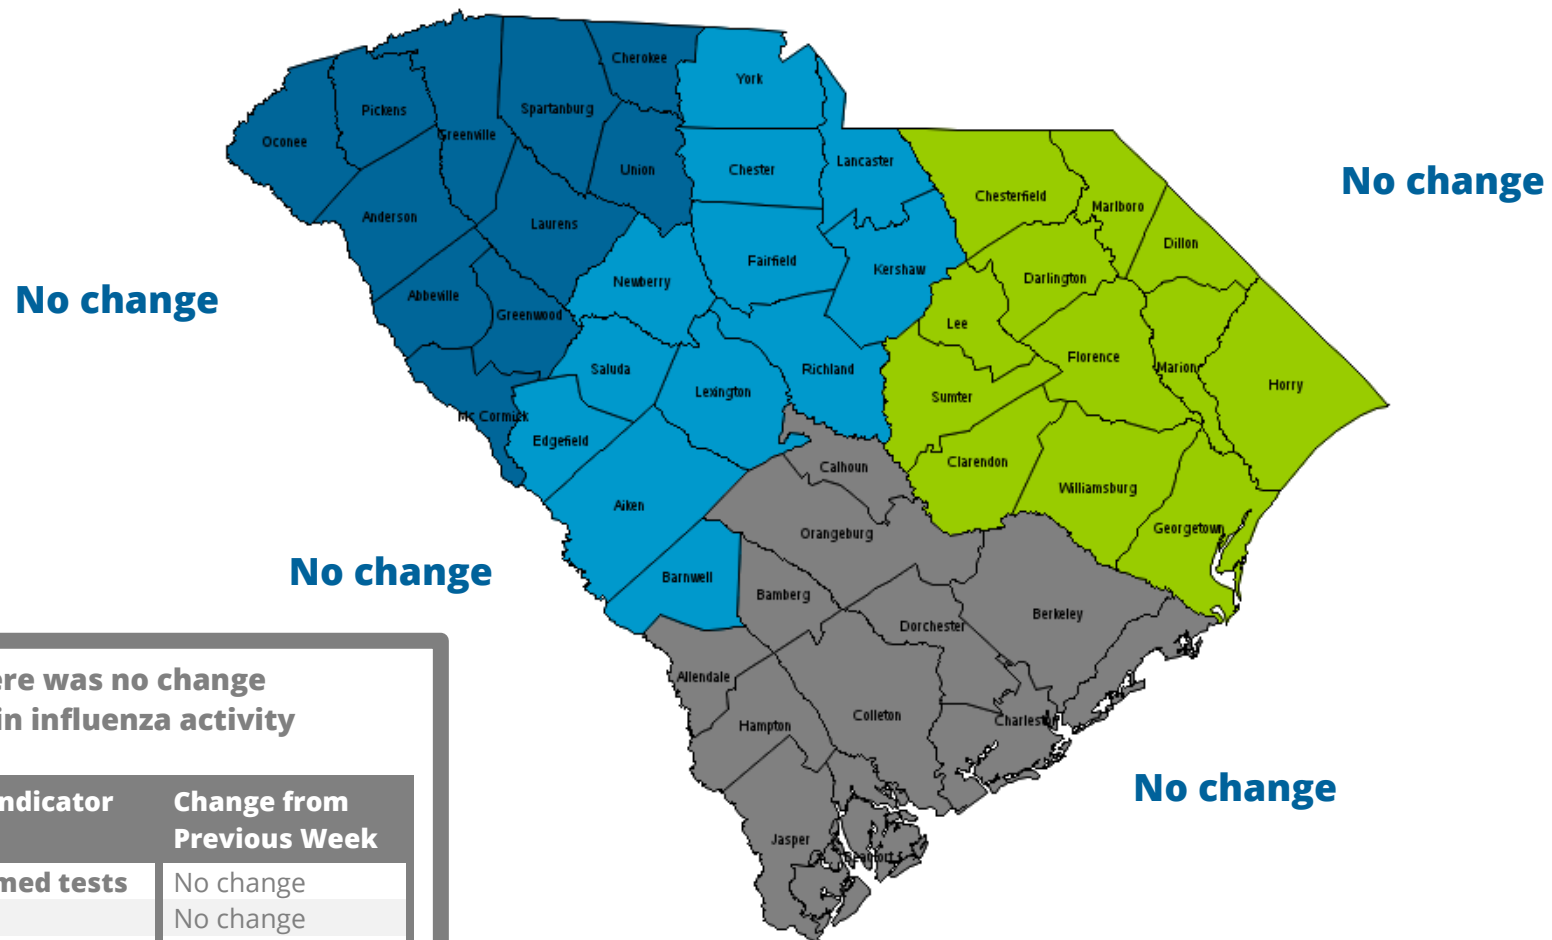 Cherokee
York
Pickens
Spartanburg
Oconee
Greenville
Union
Chester
Lancaster
No change
Chesterfield
Marlboro
Anderson
Laurens
Dillon
Newberry
Fairfield
Kershaw
Darlington
No change
Abbeville
Greenwood
Lee
Saluda
Richland
Florence
Marion
Horry
Lexington
Sumter
Mc Cormick
Edgefield
Calhoun
Clarendon
Williamsburg
Aiken
Orangeburg
Georgetown
No change
Barnwell
Bamberg
Berkeley
Dorchester
Allendale
Colleton
Hampton
Charleston
No change
Jasper
Beaufort
ere was no change
in influenza activity
ndicator
Change from
Previous Week
med tests
No change
No change